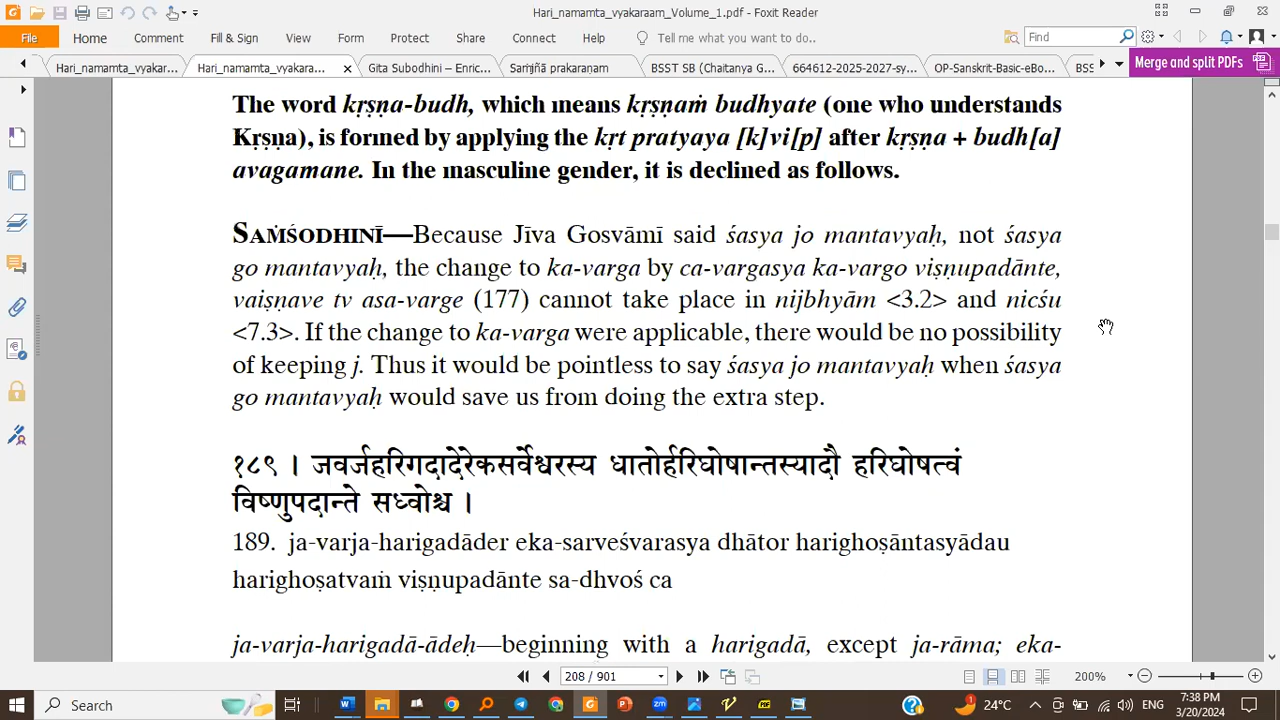 Hari_namamta_vyakaraam_Volume_1.pdf - Foxit Reader
File Home Comment Fill & Sign View Form Protect Share Connect Help Tell me what you want to do.. Find
Hari_namamta_vyakar... Hari_namamta_vyakara... Gita Subodhini – Enric... Saṁjñā prakaraṇam BSST SB (Chaitanya G... 664612-2025-2027-sy... OP-Sanskrit-Basic-eBo... BSS Merge and split PDFs
The word kṛṣṇa-budh, which means kṛṣṇaṁ budhyate (one who understands
Kṛṣṇa), is formed by applying the kṛt pratyaya [k]vi[p] after kṛṣṇa + budh[a]
avagamane. In the masculine gender, it is declined as follows.
SAṀŚODHINĪ—Because Jīva Gosvāmī said śasya jo mantavyaḥ, not śasya
go mantavyaḥ, the change to ka-varga by ca-vargasya ka-vargo viṣṇupadānte,
vaiṣṇave tv asa-varge (177) cannot take place in nijbhyām <3.2> and nicśu
<7.3>. If the change to ka-varga were applicable, there would be no possibility
of keeping j. Thus it would be pointless to say śasya jo mantavyaḥ when śasya
go mantavyaḥ would save us from doing the extra step.
१८९ । जवर्जहरिगदादेरेकसर्वेश्वरस्य धातोर्हरिघोषान्तस्यादौ हरिघोषत्वं
विष्णुपदान्ते सध्वोश्च ।
189. ja-varja-harigadāder eka-sarveśvarasya dhātor harighoṣāntasyādau
harighoṣatvaṁ viṣṇupadānte sa-dhvoś ca
ja-varja-harigadā-ādeḥ—beginning with a harigadā, except ja-rāma; eka-
208 / 901 200%
Search 24°C 7:38 PM
3/20/2024